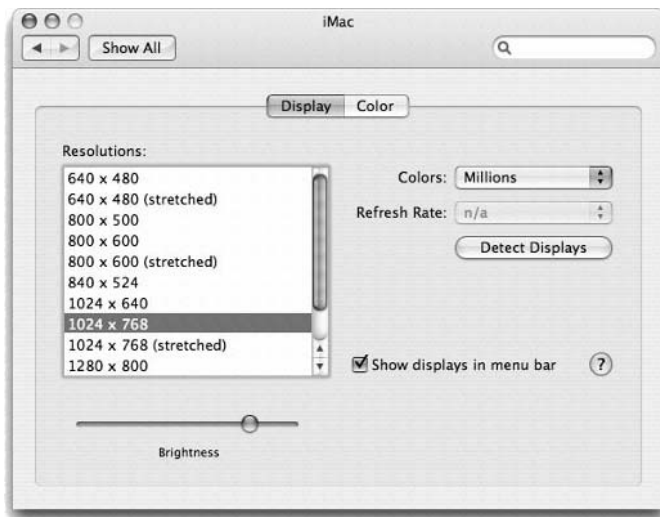 iMac
Show All
Display Color
Resolutions:
640 x 480
640 x 480 (stretched)
800 x 500
800 x 600
800 x 600 (stretched)
840 x 524
1024 x 640
1024 x 768
1024 x 768 (stretched)
1280 x 800
Colors: Millions
Refresh Rate: n/a
Detect Displays
Show displays in menu bar ?
Brightness